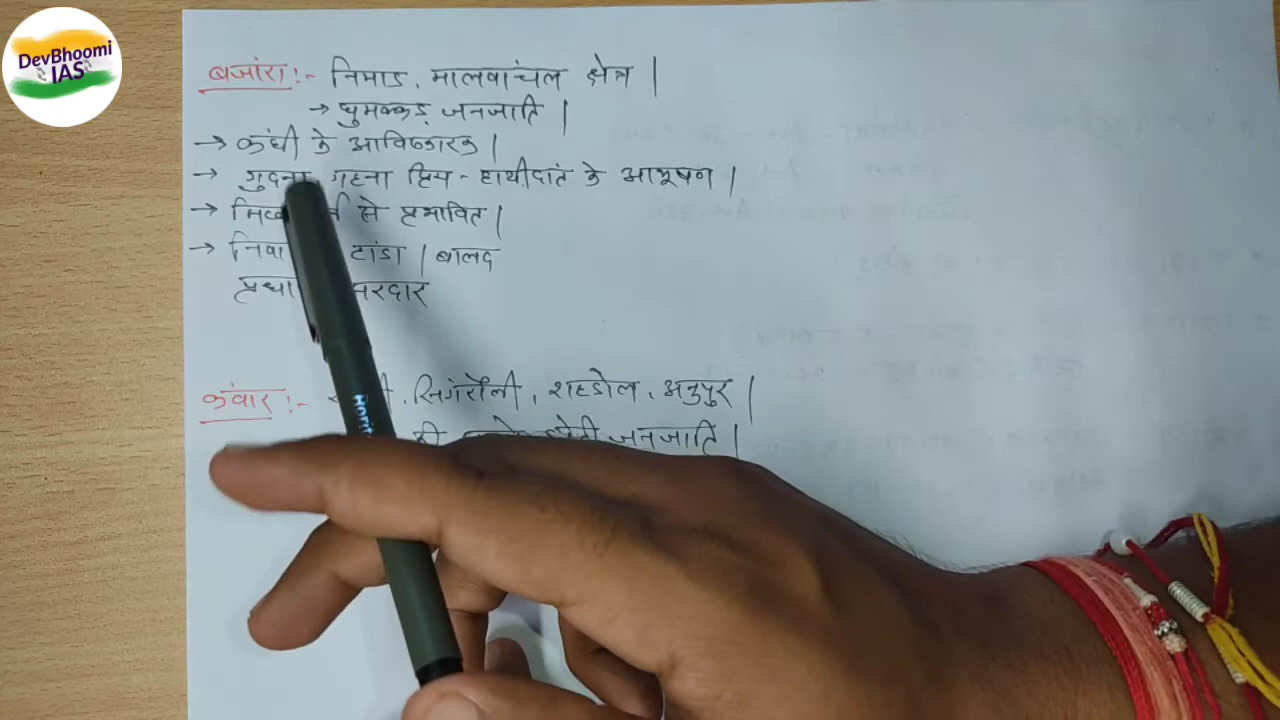 DevBhoomi
IAS
बजांराः- निमाड, मालवांचल क्षेत्र |
→ घुमक्कड़ जनजाति |
→ कंघी के आविष्कारक |
→ गुदना, गहना प्रिय - हाथीदांत के आभूषण |
→ से प्रभावित |
→ टांडा | बालद
सरदार
कंवार :- सिगंरौली, शहडोल, अनुपुर |
जनजाति |